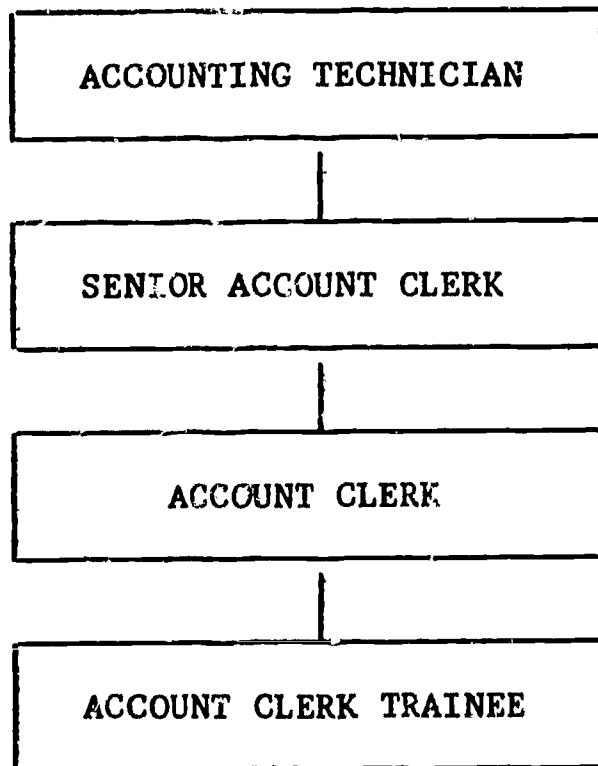 ACCOUNTING TECHNICIAN
SENIOR ACCOUNT CLERK
ACCOUNT CLERK
ACCOUNT CLERK TRAINEE